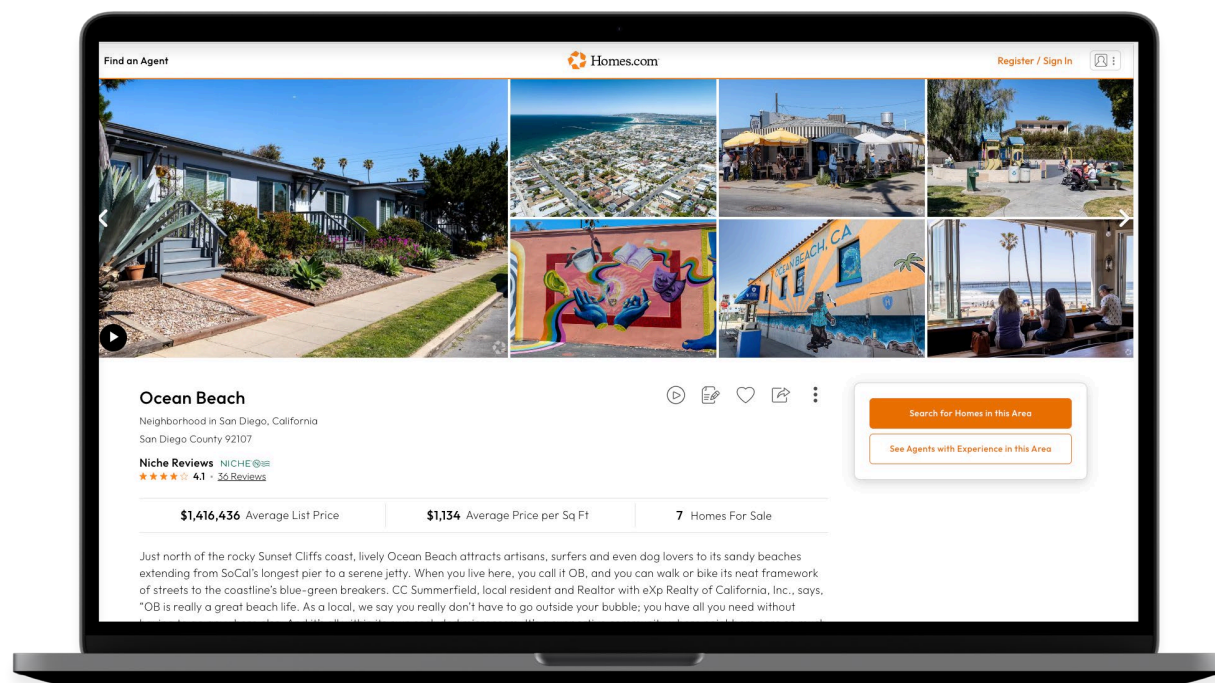 Find an Agent
Homes.com
Register / Sign In
OCEAN BEACH, CA
Ocean Beach
Neighborhood in San Diego, California
San Diego County 92107
Niche Reviews NICHE
4.1 • 36 Reviews
$1,416,436 Average List Price
$1,134 Average Price per Sq Ft
7 Homes For Sale
Search for Homes in this Area
See Agents with Experience in this Area
Just north of the rocky Sunset Cliffs coast, lively Ocean Beach attracts artisans, surfers and even dog lovers to its sandy beaches
extending from SoCal's longest pier to a serene jetty. When you live here, you call it OB, and you can walk or bike its neat framework
of streets to the coastline's blue-green breakers. CC Summerfield, local resident and Realtor with eXp Realty of California, Inc., says,
"OB is really a great beach life. As a local, we say you really don't have to go outside your bubble; you have all you need without